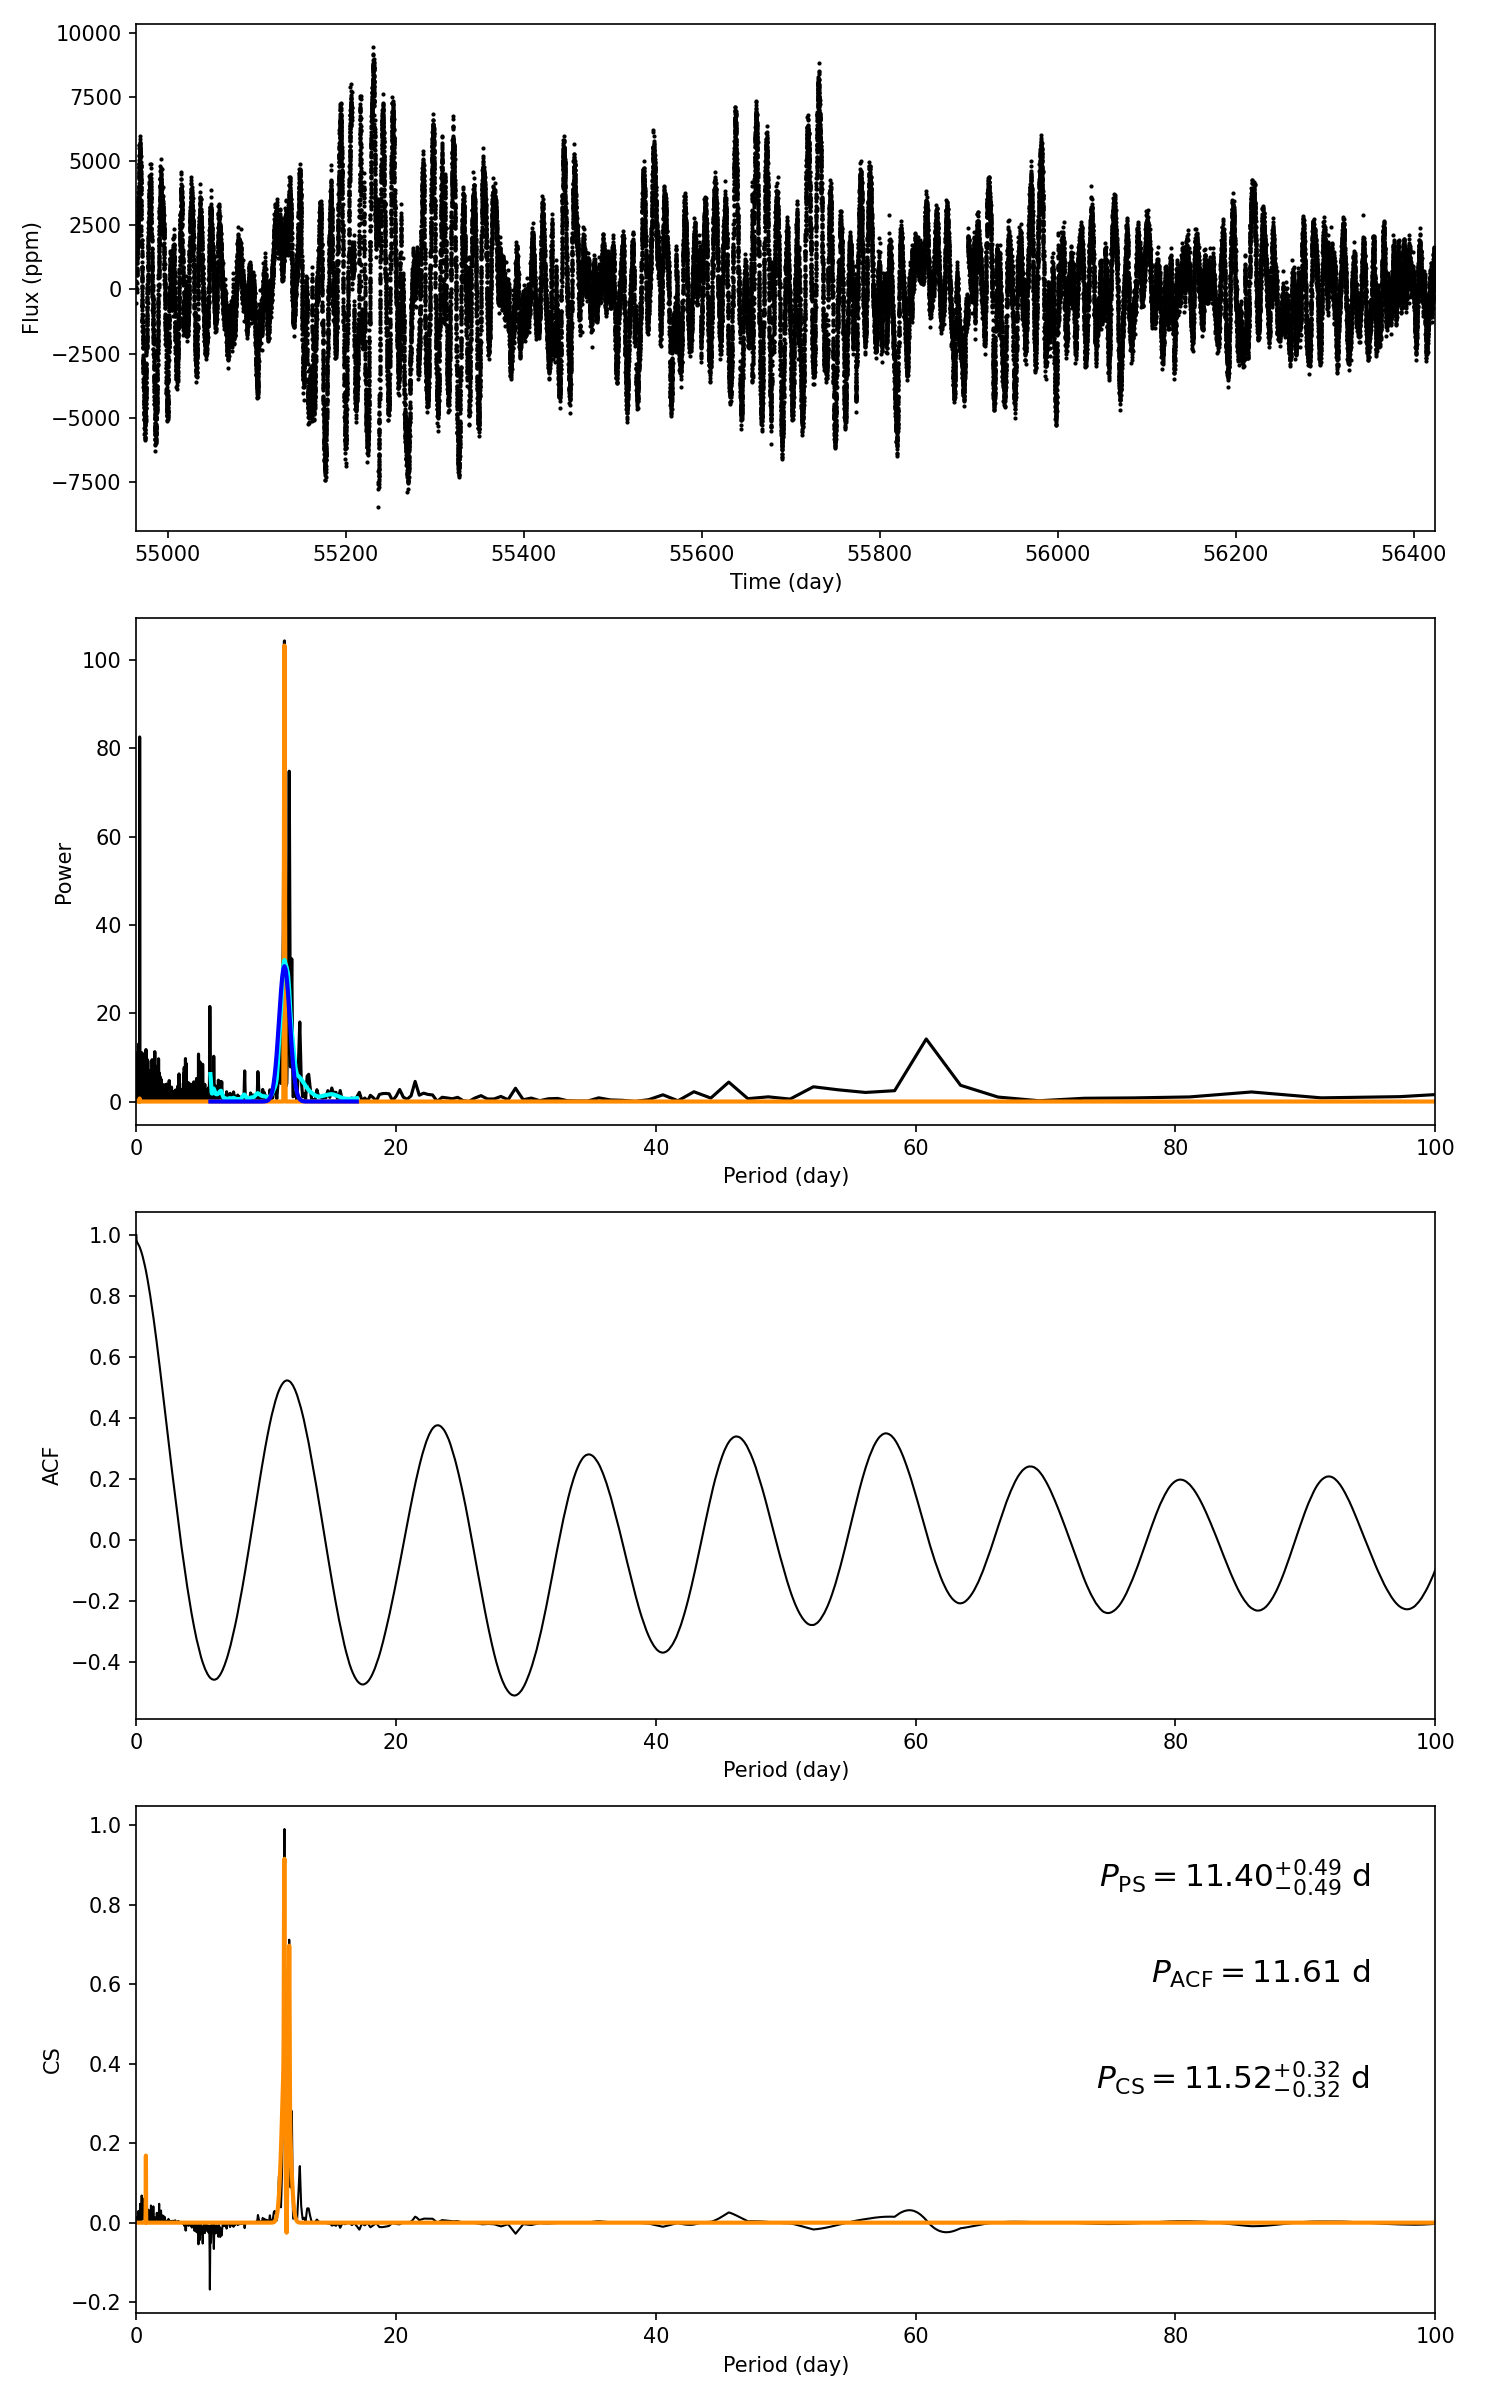 10000
7500
5000
2500
0
−2500
−5000
−7500
Flux (ppm)
55000 55200 55400 55600 55800 56000 56200 56400
Time (day)
100
80
60
40
20
0
Power
0 20 40 60 80 100
Period (day)
1.0
0.8
0.6
0.4
0.2
0.0
−0.2
−0.4
ACF
0 20 40 60 80 100
Period (day)
1.0
0.8
0.6
0.4
0.2
0.0
−0.2
CS
P_PS = 11.40 +0.49 −0.49 d
P_ACF = 11.61 d
P_CS = 11.52 +0.32 −0.32 d
0 20 40 60 80 100
Period (day)